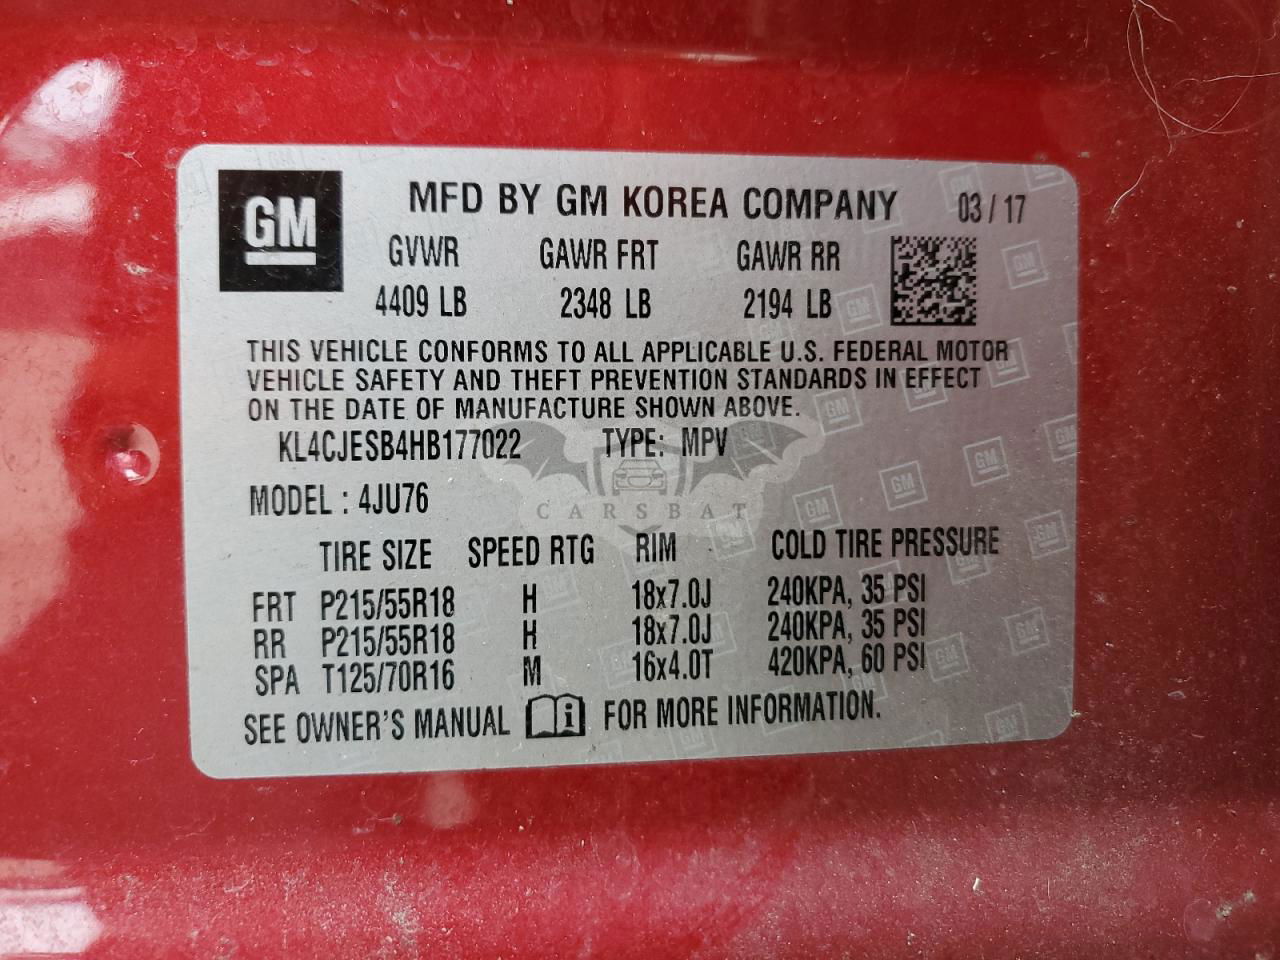 GM MFD BY GM KOREA COMPANY 03/17
GVWR GAWR FRT GAWR RR
4409 LB 2348 LB 2194 LB
THIS VEHICLE CONFORMS TO ALL APPLICABLE U.S. FEDERAL MOTOR
VEHICLE SAFETY AND THEFT PREVENTION STANDARDS IN EFFECT
ON THE DATE OF MANUFACTURE SHOWN ABOVE.
KL4CJESB4HB177022 TYPE: MPV
MODEL : 4JU76
CARSBAT
TIRE SIZE SPEED RTG RIM COLD TIRE PRESSURE
FRT P215/55R18 H 18x7.0J 240KPA, 35 PSI
RR P215/55R18 H 18x7.0J 240KPA, 35 PSI
SPA T125/70R16 M 16x4.0T 420KPA, 60 PSI
SEE OWNER'S MANUAL i FOR MORE INFORMATION.